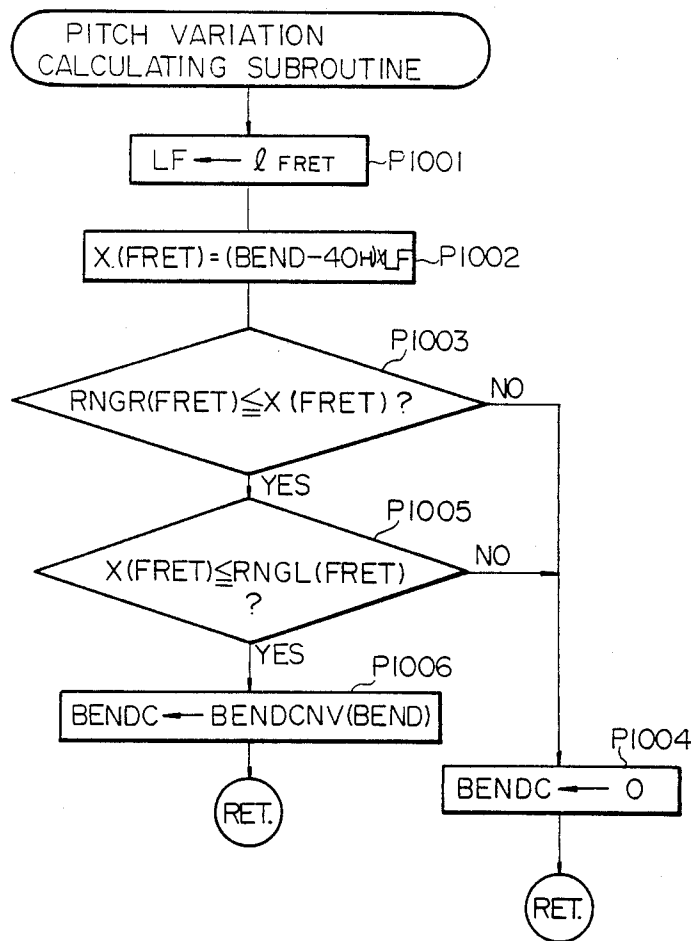 PITCH VARIATION
CALCULATING SUBROUTINE
LF ← ℓ FRET
P1001
X.(FRET)=(BEND-40H)×LF
P1002
P1003
RNGR(FRET)≦X(FRET)?
NO
YES
P1005
X(FRET)≦RNGL(FRET)
?
NO
YES
P1006
BENDC ← BENDCNV(BEND)
P1004
BENDC ← 0
RET.
RET.